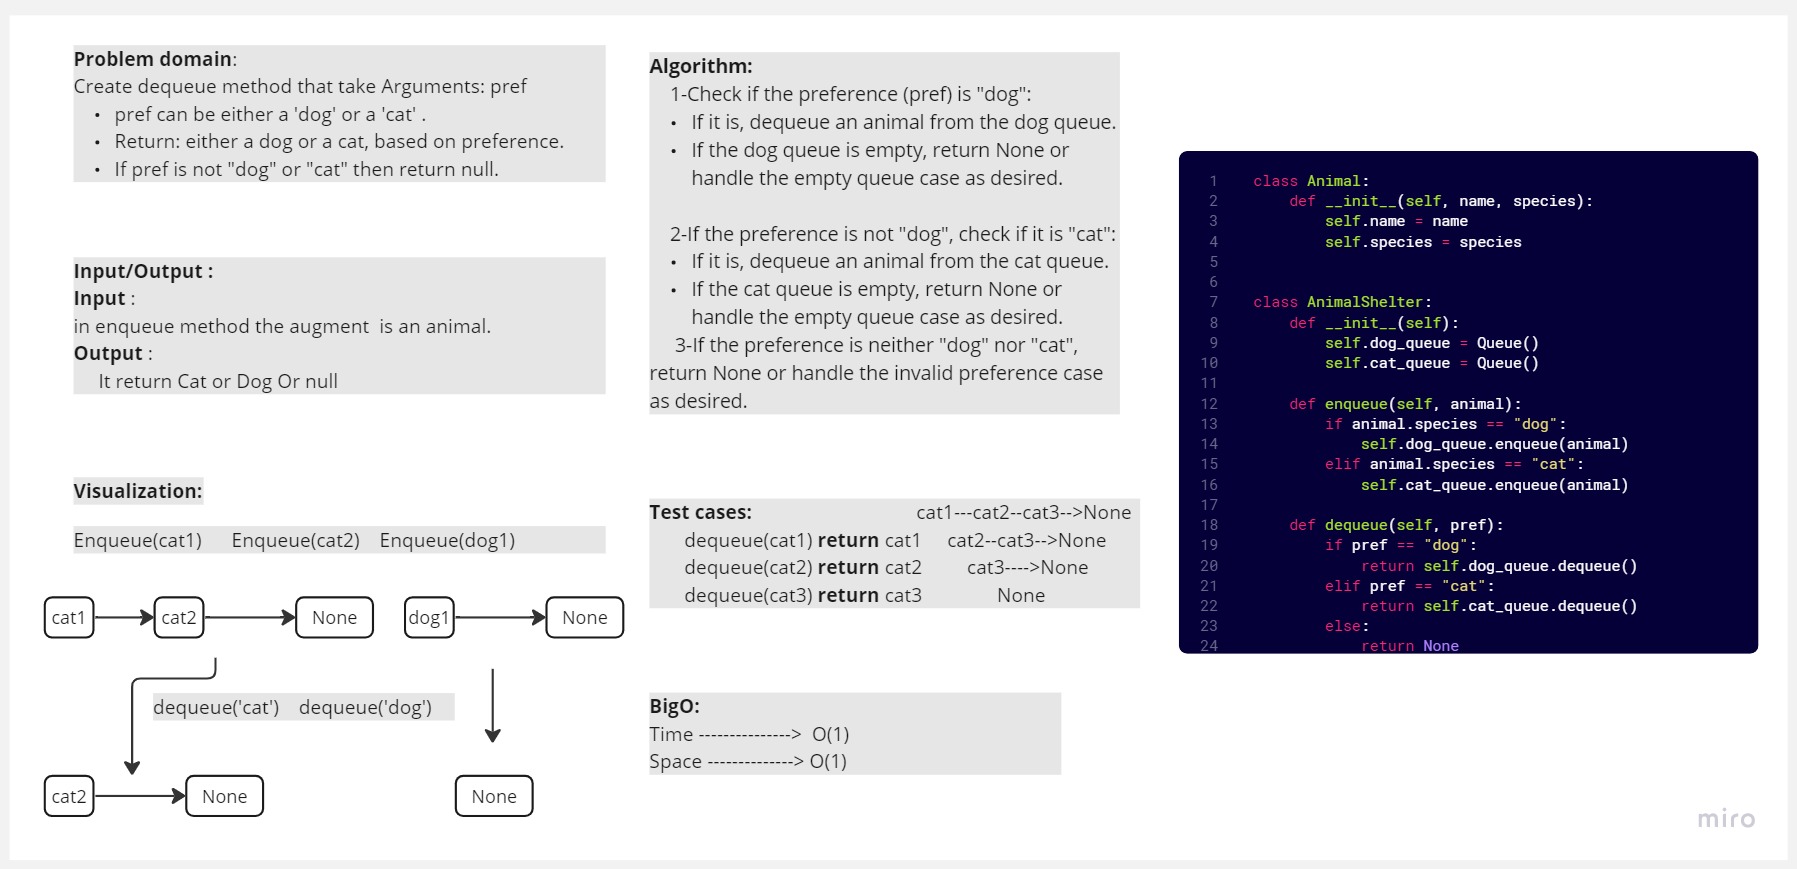 Problem domain:
Create dequeue method that take Arguments: pref
• pref can be either a 'dog' or a 'cat' .
• Return: either a dog or a cat, based on preference.
• If pref is not "dog" or "cat" then return null.
Input/Output :
Input :
in enqueue method the augment  is an animal.
Output :
It return Cat or Dog Or null
Visualization:
Enqueue(cat1)    Enqueue(cat2)   Enqueue(dog1)
cat1 cat2 None dog1 None
dequeue('cat')   dequeue('dog')
cat2 None None
Algorithm:
1-Check if the preference (pref) is "dog":
• If it is, dequeue an animal from the dog queue.
• If the dog queue is empty, return None or
handle the empty queue case as desired.
2-If the preference is not "dog", check if it is "cat":
• If it is, dequeue an animal from the cat queue.
• If the cat queue is empty, return None or
handle the empty queue case as desired.
3-If the preference is neither "dog" nor "cat",
return None or handle the invalid preference case
as desired.
Test cases: cat1---cat2--cat3-->None
dequeue(cat1) return cat1 cat2--cat3-->None
dequeue(cat2) return cat2 cat3---->None
dequeue(cat3) return cat3 None
BigO:
Time ---------------> O(1)
Space --------------> O(1)
1 class Animal:
2     def __init__(self, name, species):
3         self.name = name
4         self.species = species
5
6
7 class AnimalShelter:
8     def __init__(self):
9         self.dog_queue = Queue()
10         self.cat_queue = Queue()
11
12     def enqueue(self, animal):
13         if animal.species == "dog":
14             self.dog_queue.enqueue(animal)
15         elif animal.species == "cat":
16             self.cat_queue.enqueue(animal)
17
18     def dequeue(self, pref):
19         if pref == "dog":
20             return self.dog_queue.dequeue()
21         elif pref == "cat":
22             return self.cat_queue.dequeue()
23         else:
24             return None
miro